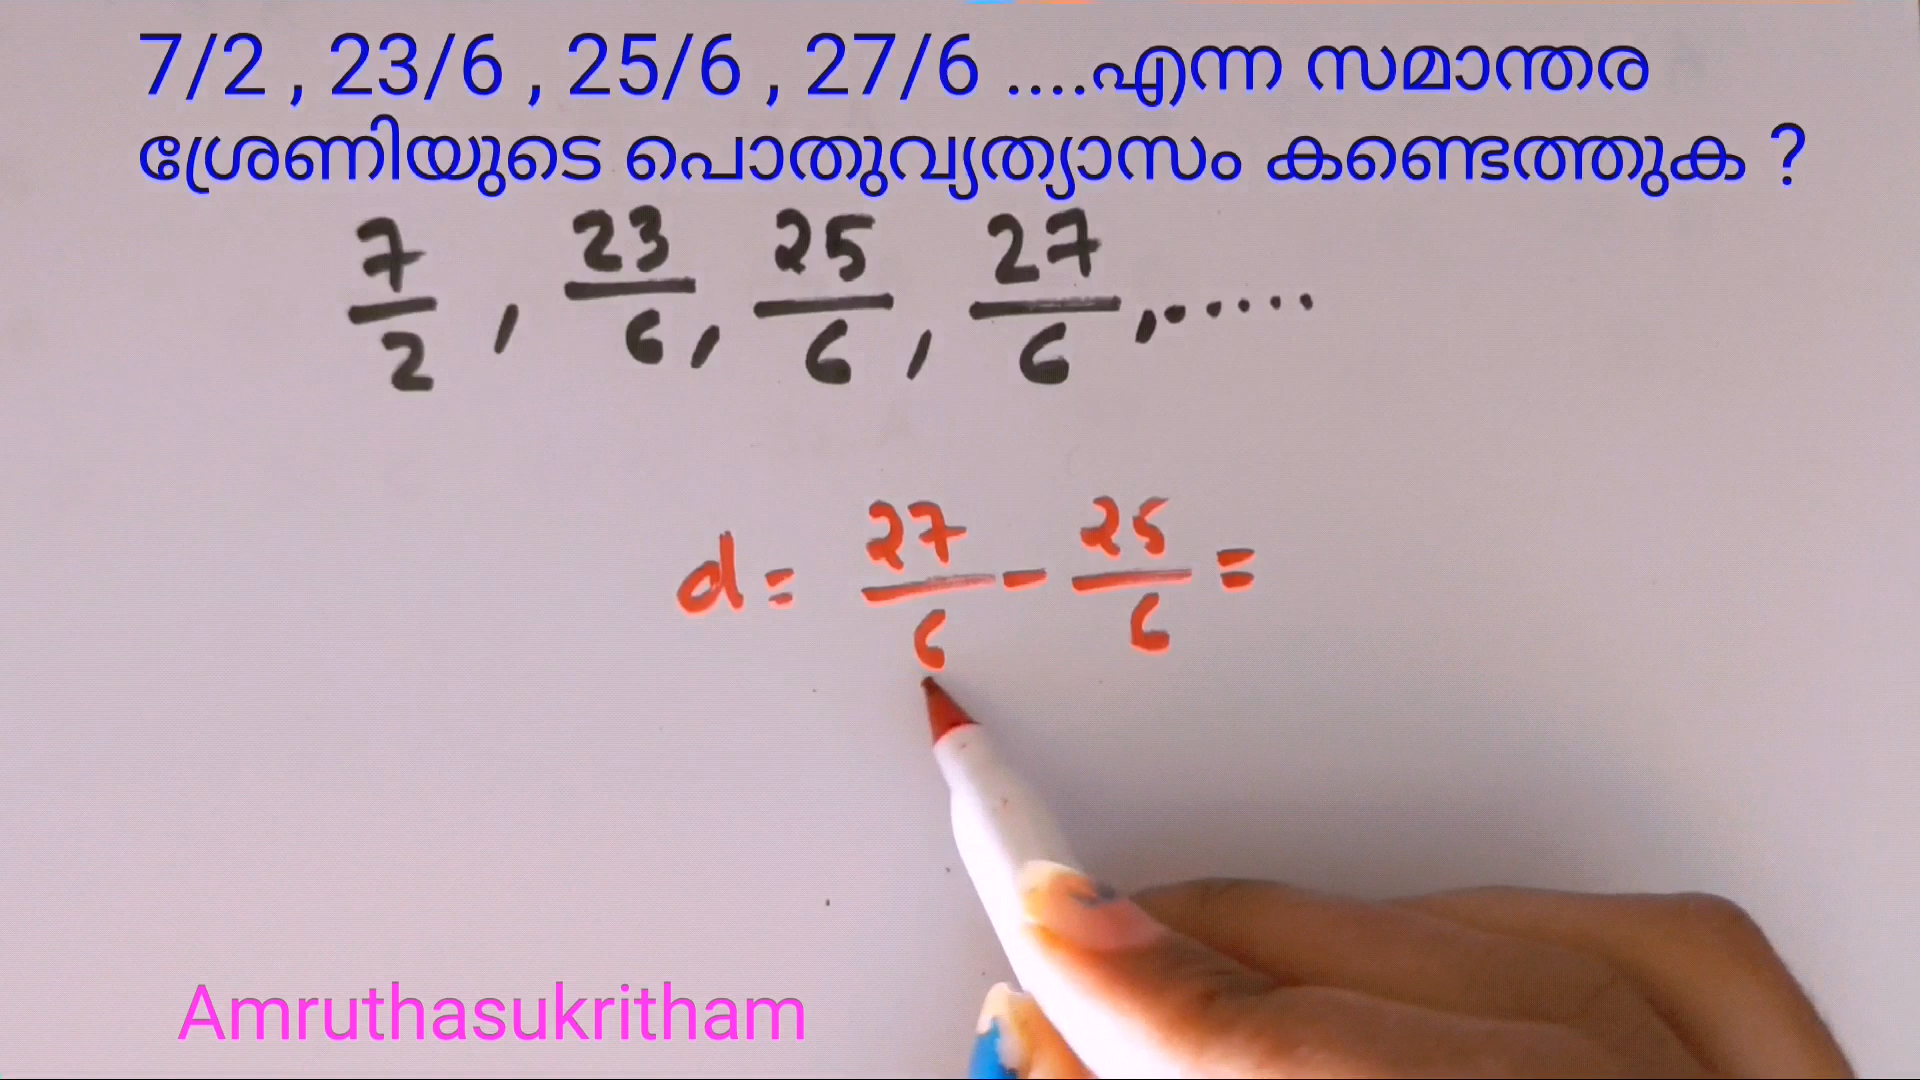 7/2 , 23/6 , 25/6 , 27/6 ....എന്ന സമാന്തര
ശ്രേണിയുടെ പൊതുവ്യത്യാസം കണ്ടെത്തുക ?
7/2 , 23/6 , 25/6 , 27/6 , .....
d = 27/6 - 25/6 =
Amruthasukritham